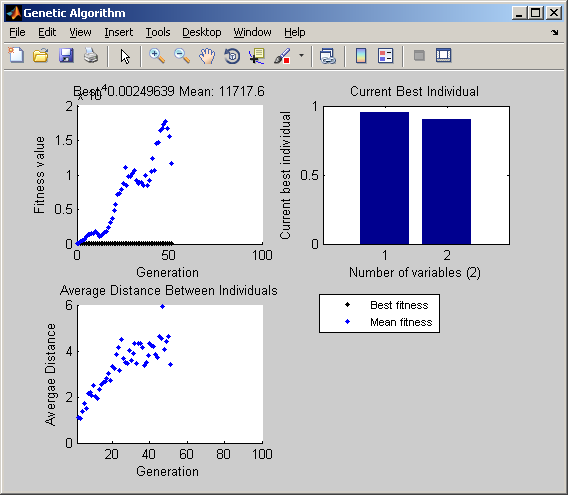 Genetic Algorithm
File Edit View Insert Tools Desktop Window Help
Best: 0.00249639 Mean: 11717.6
x 10^4
2
1.5
1
0.5
0
0 50 100
Fitness value
Generation
Current Best Individual
1
0.5
0
1 2
Current best individual
Number of variables (2)
Best fitness
Mean fitness
Average Distance Between Individuals
6
4
2
0
20 40 60 80 100
Avergae Distance
Generation